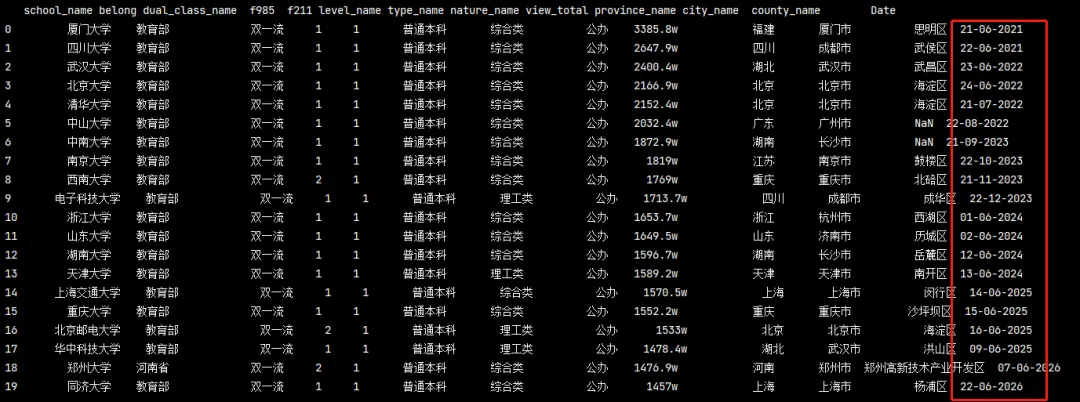 school_name belong dual_class_name f985 f211 level_name type_name nature_name view_total province_name city_name county_name Date
0 厦门大学 教育部 双一流 1 1 普通本科 综合类 公办 3385.8w 福建 厦门市 思明区 21-06-2021
1 四川大学 教育部 双一流 1 1 普通本科 综合类 公办 2647.9w 四川 成都市 武侯区 22-06-2021
2 武汉大学 教育部 双一流 1 1 普通本科 综合类 公办 2400.4w 湖北 武汉市 武昌区 23-06-2022
3 北京大学 教育部 双一流 1 1 普通本科 综合类 公办 2166.9w 北京 北京市 海淀区 24-06-2022
4 清华大学 教育部 双一流 1 1 普通本科 综合类 公办 2152.4w 北京 北京市 海淀区 21-07-2022
5 中山大学 教育部 双一流 1 1 普通本科 综合类 公办 2032.4w 广东 广州市 NaN 22-08-2022
6 中南大学 教育部 双一流 1 1 普通本科 综合类 公办 1872.9w 湖南 长沙市 NaN 21-09-2023
7 南京大学 教育部 双一流 1 1 普通本科 综合类 公办 1819w 江苏 南京市 鼓楼区 22-10-2023
8 西南大学 教育部 双一流 2 1 普通本科 综合类 公办 1769w 重庆 重庆市 北碚区 21-11-2023
9 电子科技大学 教育部 双一流 1 1 普通本科 理工类 公办 1713.7w 四川 成都市 成华区 22-12-2023
10 浙江大学 教育部 双一流 1 1 普通本科 综合类 公办 1653.7w 浙江 杭州市 西湖区 01-06-2024
11 山东大学 教育部 双一流 1 1 普通本科 综合类 公办 1649.5w 山东 济南市 历城区 02-06-2024
12 湖南大学 教育部 双一流 1 1 普通本科 综合类 公办 1596.7w 湖南 长沙市 岳麓区 12-06-2024
13 天津大学 教育部 双一流 1 1 普通本科 理工类 公办 1589.2w 天津 天津市 南开区 13-06-2024
14 上海交通大学 教育部 双一流 1 1 普通本科 综合类 公办 1570.5w 上海 上海市 闵行区 14-06-2025
15 重庆大学 教育部 双一流 1 1 普通本科 综合类 公办 1552.2w 重庆 重庆市 沙坪坝区 15-06-2025
16 北京邮电大学 教育部 双一流 2 1 普通本科 理工类 公办 1533w 北京 北京市 海淀区 16-06-2025
17 华中科技大学 教育部 双一流 1 1 普通本科 理工类 公办 1478.4w 湖北 武汉市 洪山区 09-06-2025
18 郑州大学 河南省 双一流 2 1 普通本科 综合类 公办 1476.9w 河南 郑州市 郑州高新技术产业开发区 07-06-2026
19 同济大学 教育部 双一流 1 1 普通本科 理工类 公办 1457w 上海 上海市 杨浦区 22-06-2026